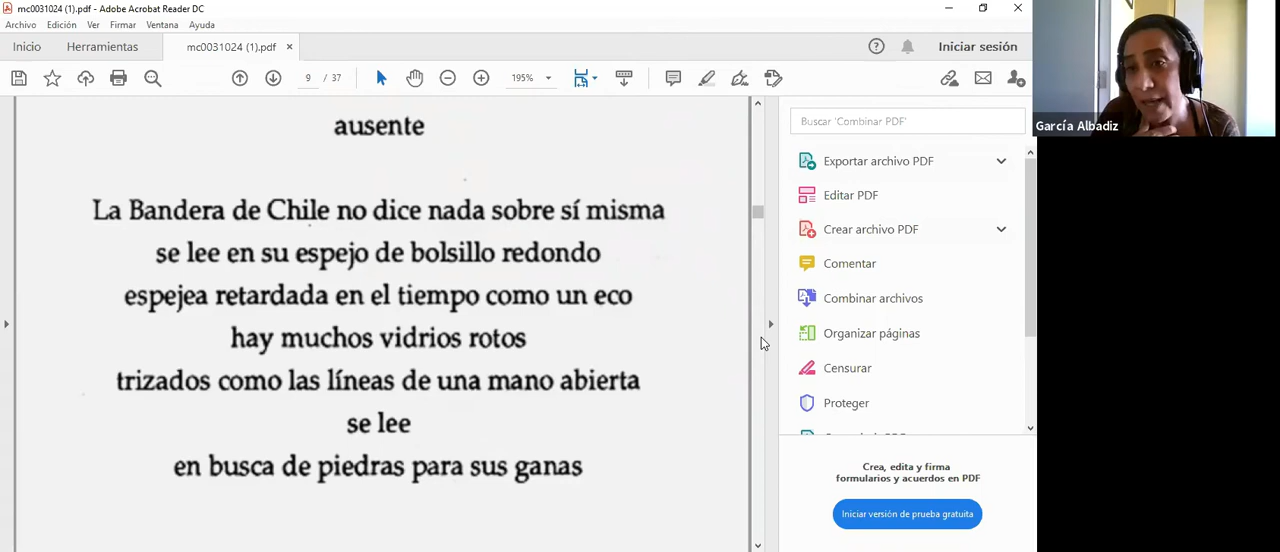 mc0031024 (1).pdf - Adobe Acrobat Reader DC
Archivo Edición Ver Firmar Ventana Ayuda
Inicio Herramientas mc0031024 (1).pdf × Iniciar sesión
9 / 37 195%
ausente
La Bandera de Chile no dice nada sobre sí misma
se lee en su espejo de bolsillo redondo
espejea retardada en el tiempo como un eco
hay muchos vidrios rotos
trizados como las líneas de una mano abierta
se lee
en busca de piedras para sus ganas
Buscar 'Combinar PDF'
Exportar archivo PDF
Editar PDF
Crear archivo PDF
Comentar
Combinar archivos
Organizar páginas
Censurar
Proteger
Crea, edita y firma
formularios y acuerdos en PDF
Iniciar versión de prueba gratuita
García Albadiz